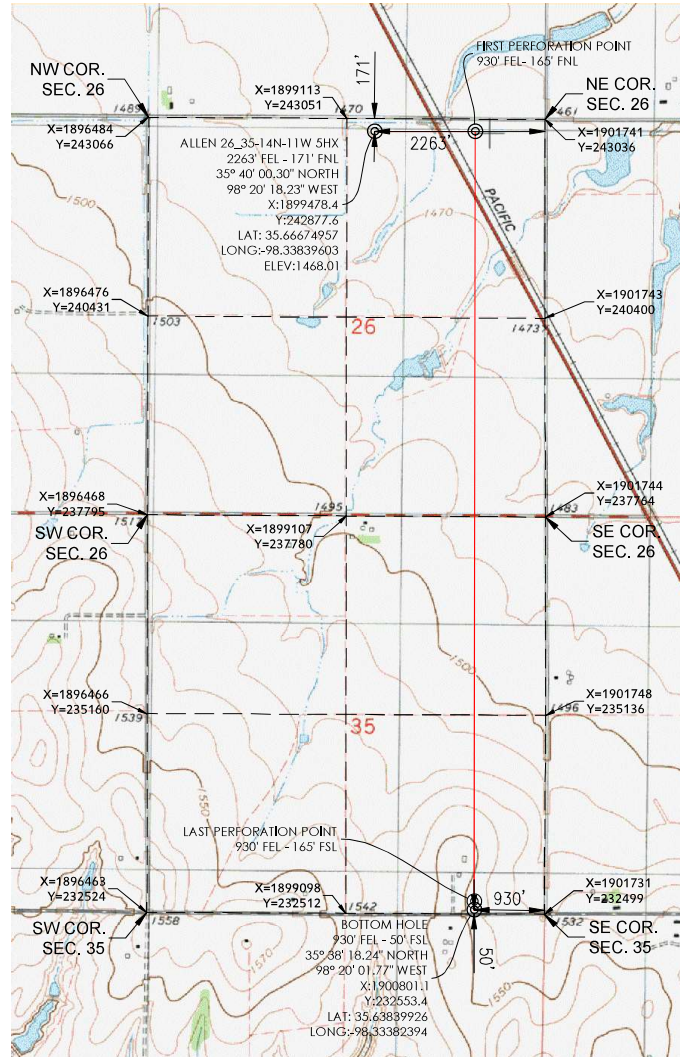 FIRST PERFORATION POINT
930' FEL- 165' FNL
171'
NW COR.
SEC. 26
X=1899113
Y=243051
NE COR.
SEC. 26
1489
1470
461
X=1896484
Y=243066
X=1901741
Y=243036
2263'
ALLEN 26_35-14N-11W 5HX
2263' FEL - 171' FNL
35° 40' 00.30" NORTH
98° 20' 18.23" WEST
X:1899478.4
Y:242877.6
LAT: 35.66674957
LONG:-98.33839603
ELEV:1468.01
PACIFIC
1500
1470
X=1896476
Y=240431
X=1901743
Y=240400
1503
26
1473
X=1896468
Y=237795
1495
X=1901744
Y=237764
1517
483
X=1899107
Y=237780
SW COR.
SEC. 26
SE COR.
SEC. 26
1500
X=1896466
Y=235160
X=1901748
Y=235136
1539
1496
35
1550
LAST PERFORATION POINT
930' FEL - 165' FSL
X=1896463
Y=232524
X=1899098
Y=232512
930'
X=1901731
Y=232499
1558
1542
1532
SW COR.
SEC. 35
SE COR.
SEC. 35
BOTTOM HOLE
930' FEL - 50' FSL
35° 38' 18.24" NORTH
98° 20' 01.77" WEST
X:1900801.1
Y:232553.4
LAT: 35.63839926
LONG:-98.33382394
50'
1570
1550